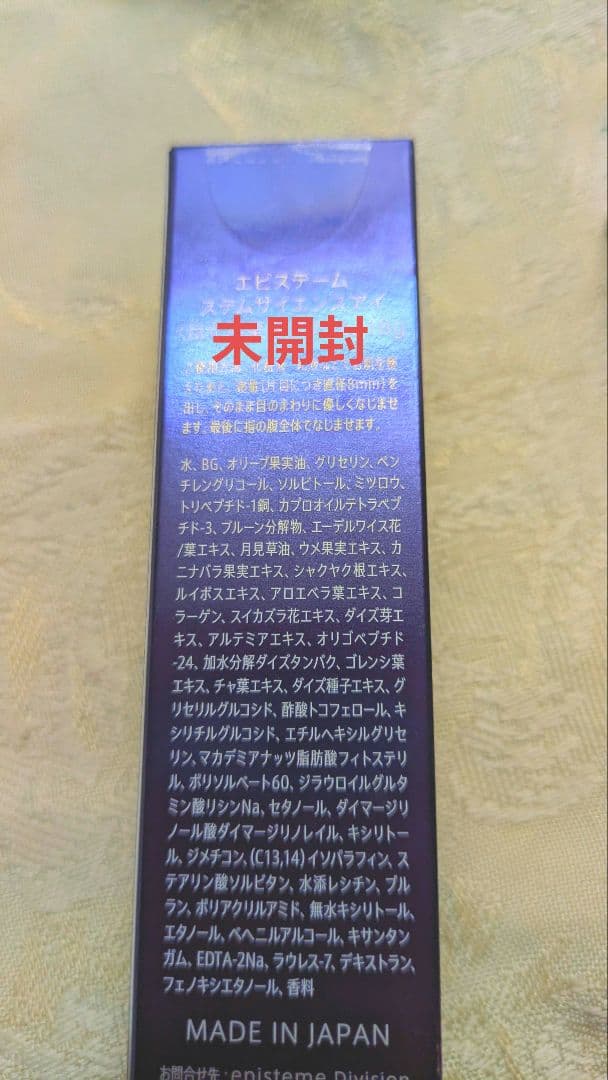 エピステーム
ステムサイエンスアイ
未開封
適量(片目につき直径8mm)を
出し、そのまま目のまわりに優しくなじませ
ます。最後に指の腹全体でなじませます。
水、BG、オリーブ果実油、グリセリン、ペン
チレングリコール、ソルビトール、ミツロウ、
トリペプチド-1銅、カプロオイルテトラペプ
チド-3、プルーン分解物、エーデルワイス花
/葉エキス、月見草油、ウメ果実エキス、カ
ニナバラ果実エキス、シャクヤク根エキス、
ルイボスエキス、アロエベラ葉エキス、コ
ラーゲン、スイカズラ花エキス、ダイズ芽エ
キス、アルテミアエキス、オリゴペプチド
-24、加水分解ダイズタンパク、ゴレンシ葉
エキス、チャ葉エキス、ダイズ種子エキス、グ
リセリルグルコシド、酢酸トコフェロール、キ
シリチルグルコシド、エチルヘキシルグリセ
リン、マカデミアナッツ脂肪酸フィトステリ
ル、ポリソルベート60、ジラウロイルグルタ
ミン酸リシンNa、セタノール、ダイマージリ
ノール酸ダイマージリノレイル、キシリトー
ル、ジメチコン、(C13,14)イソパラフィン、ス
テアリン酸ソルビタン、水添レシチン、プル
ラン、ポリアクリルアミド、無水キシリトール、
エタノール、ベヘニルアルコール、キサンタン
ガム、EDTA-2Na、ラウレス-7、デキストラン、
フェノキシエタノール、香料
MADE IN JAPAN
お問合せ先:episteme Division